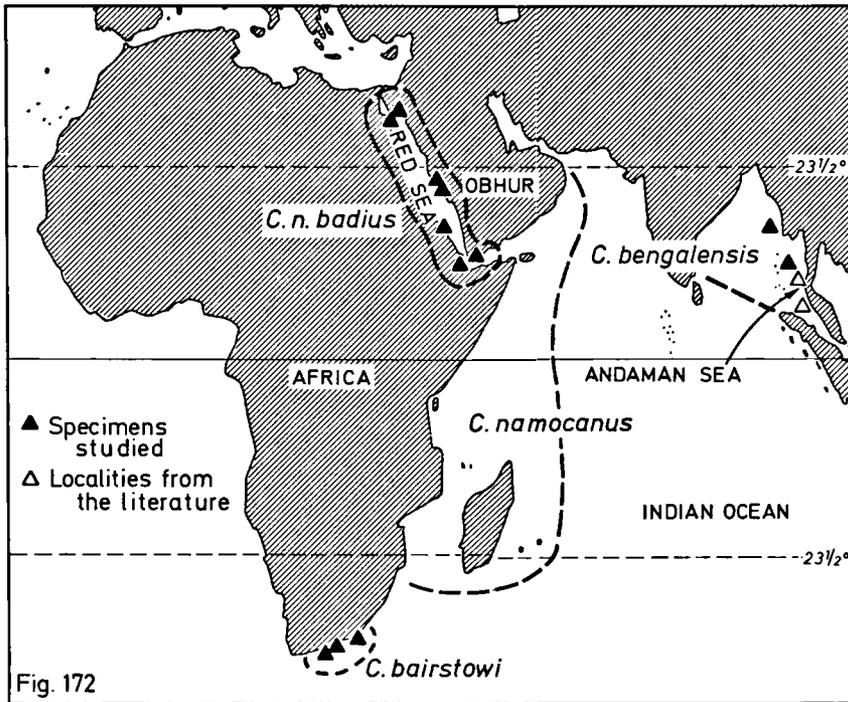 23½°
RED SEA
OBHUR
C. n. badius
C. bengalensis
AFRICA
ANDAMAN SEA
C. namocanus
▲ Specimens
studied
△ Localities from
the literature
INDIAN OCEAN
23½°
C. bairstowi
Fig. 172